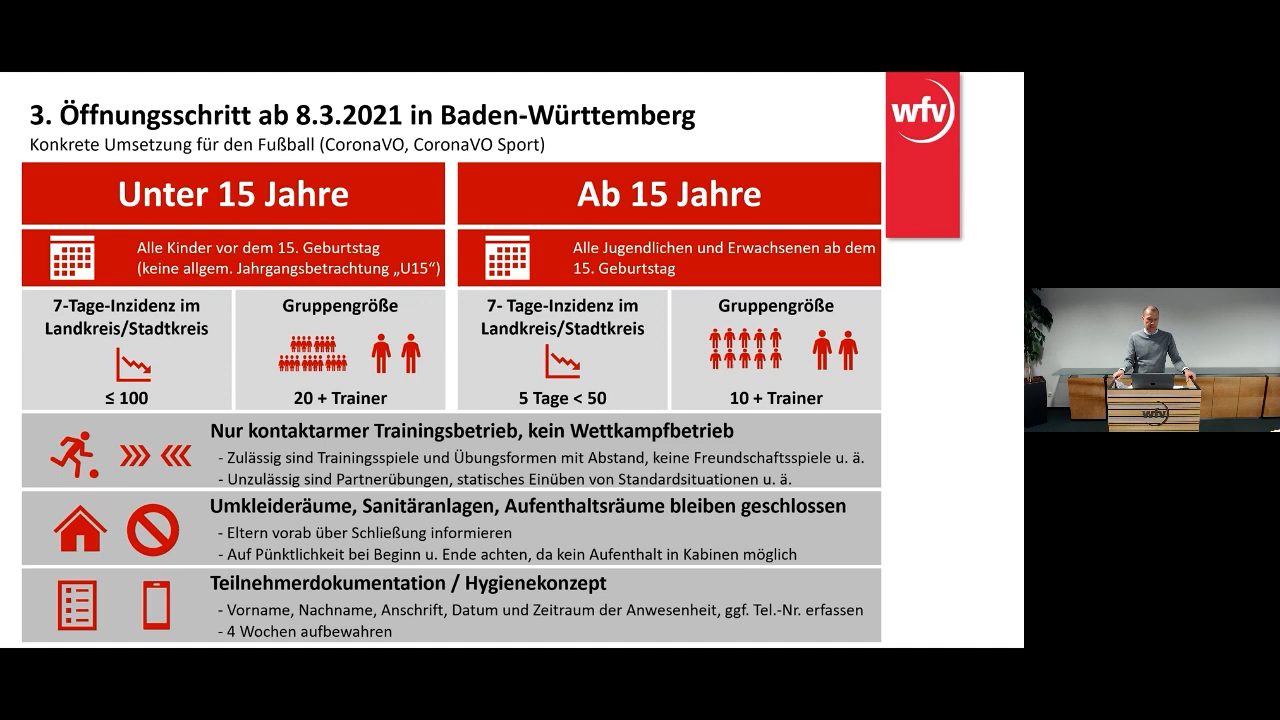 3. Öffnungsschritt ab 8.3.2021 in Baden-Württemberg
Konkrete Umsetzung für den Fußball (CoronaVO, CoronaVO Sport)
wfv
Unter 15 Jahre
Ab 15 Jahre
Alle Kinder vor dem 15. Geburtstag
(keine allgem. Jahrgangsbetrachtung „U15“)
Alle Jugendlichen und Erwachsenen ab dem
15. Geburtstag
7-Tage-Inzidenz im
Landkreis/Stadtkreis
≤ 100
Gruppengröße
20 + Trainer
7- Tage-Inzidenz im
Landkreis/Stadtkreis
5 Tage < 50
Gruppengröße
10 + Trainer
Nur kontaktarmer Trainingsbetrieb, kein Wettkampfbetrieb
- Zulässig sind Trainingsspiele und Übungsformen mit Abstand, keine Freundschaftsspiele u. ä.
- Unzulässig sind Partnerübungen, statisches Einüben von Standardsituationen u. ä.
Umkleideräume, Sanitäranlagen, Aufenthaltsräume bleiben geschlossen
- Eltern vorab über Schließung informieren
- Auf Pünktlichkeit bei Beginn u. Ende achten, da kein Aufenthalt in Kabinen möglich
Teilnehmerdokumentation / Hygienekonzept
- Vorname, Nachname, Anschrift, Datum und Zeitraum der Anwesenheit, ggf. Tel.-Nr. erfassen
- 4 Wochen aufbewahren
wfv